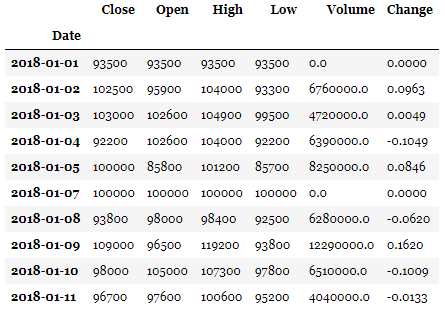 Close Open High Low Volume Change
Date
2018-01-01 93500 93500 93500 93500 0.0 0.0000
2018-01-02 102500 95900 104000 93300 6760000.0 0.0963
2018-01-03 103000 102600 104900 99500 4720000.0 0.0049
2018-01-04 92200 102600 104000 92200 6390000.0 -0.1049
2018-01-05 100000 85800 101200 85700 8250000.0 0.0846
2018-01-07 100000 100000 100000 100000 0.0 0.0000
2018-01-08 93800 98000 98400 92500 6280000.0 -0.0620
2018-01-09 109000 96500 119200 93800 12290000.0 0.1620
2018-01-10 98000 105000 107300 97800 6510000.0 -0.1009
2018-01-11 96700 97600 100600 95200 4040000.0 -0.0133